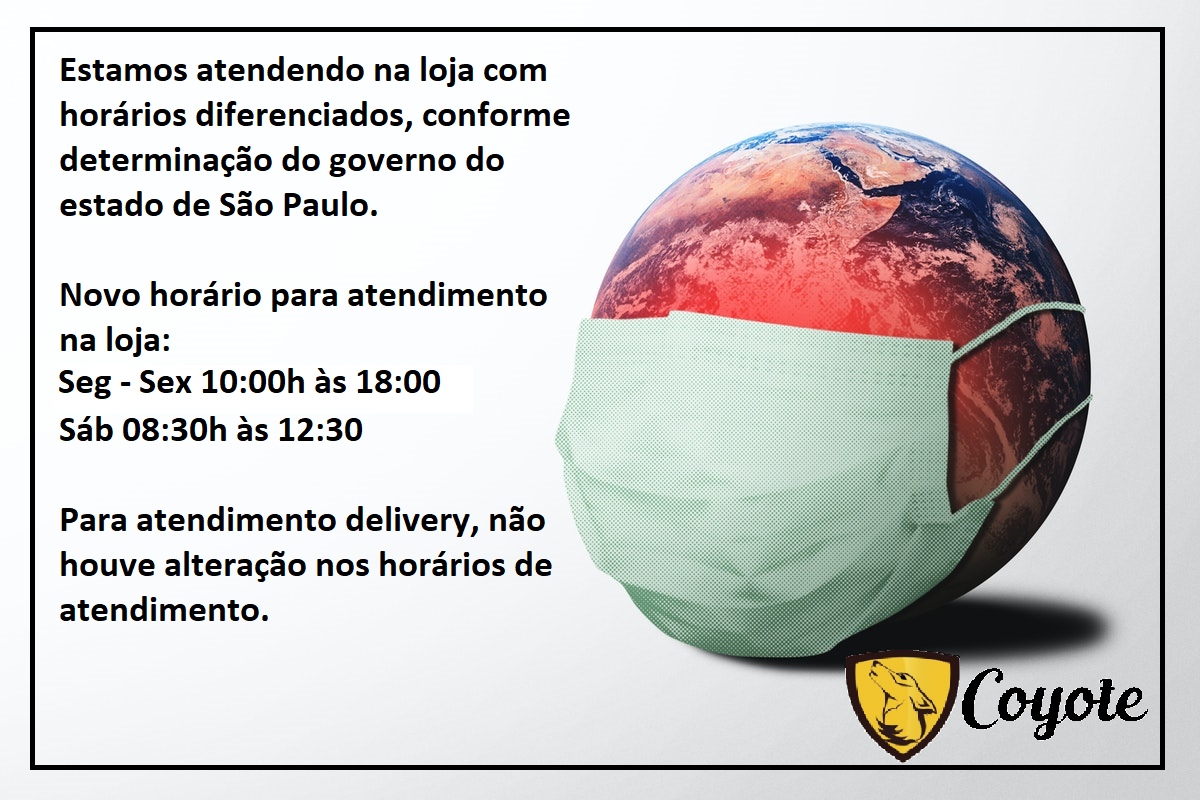 Estamos atendendo na loja com
horários diferenciados, conforme
determinação do governo do
estado de São Paulo.
Novo horário para atendimento
na loja:
Seg - Sex 10:00h às 18:00
Sáb 08:30h às 12:30
Para atendimento delivery, não
houve alteração nos horários de
atendimento.
Coyote